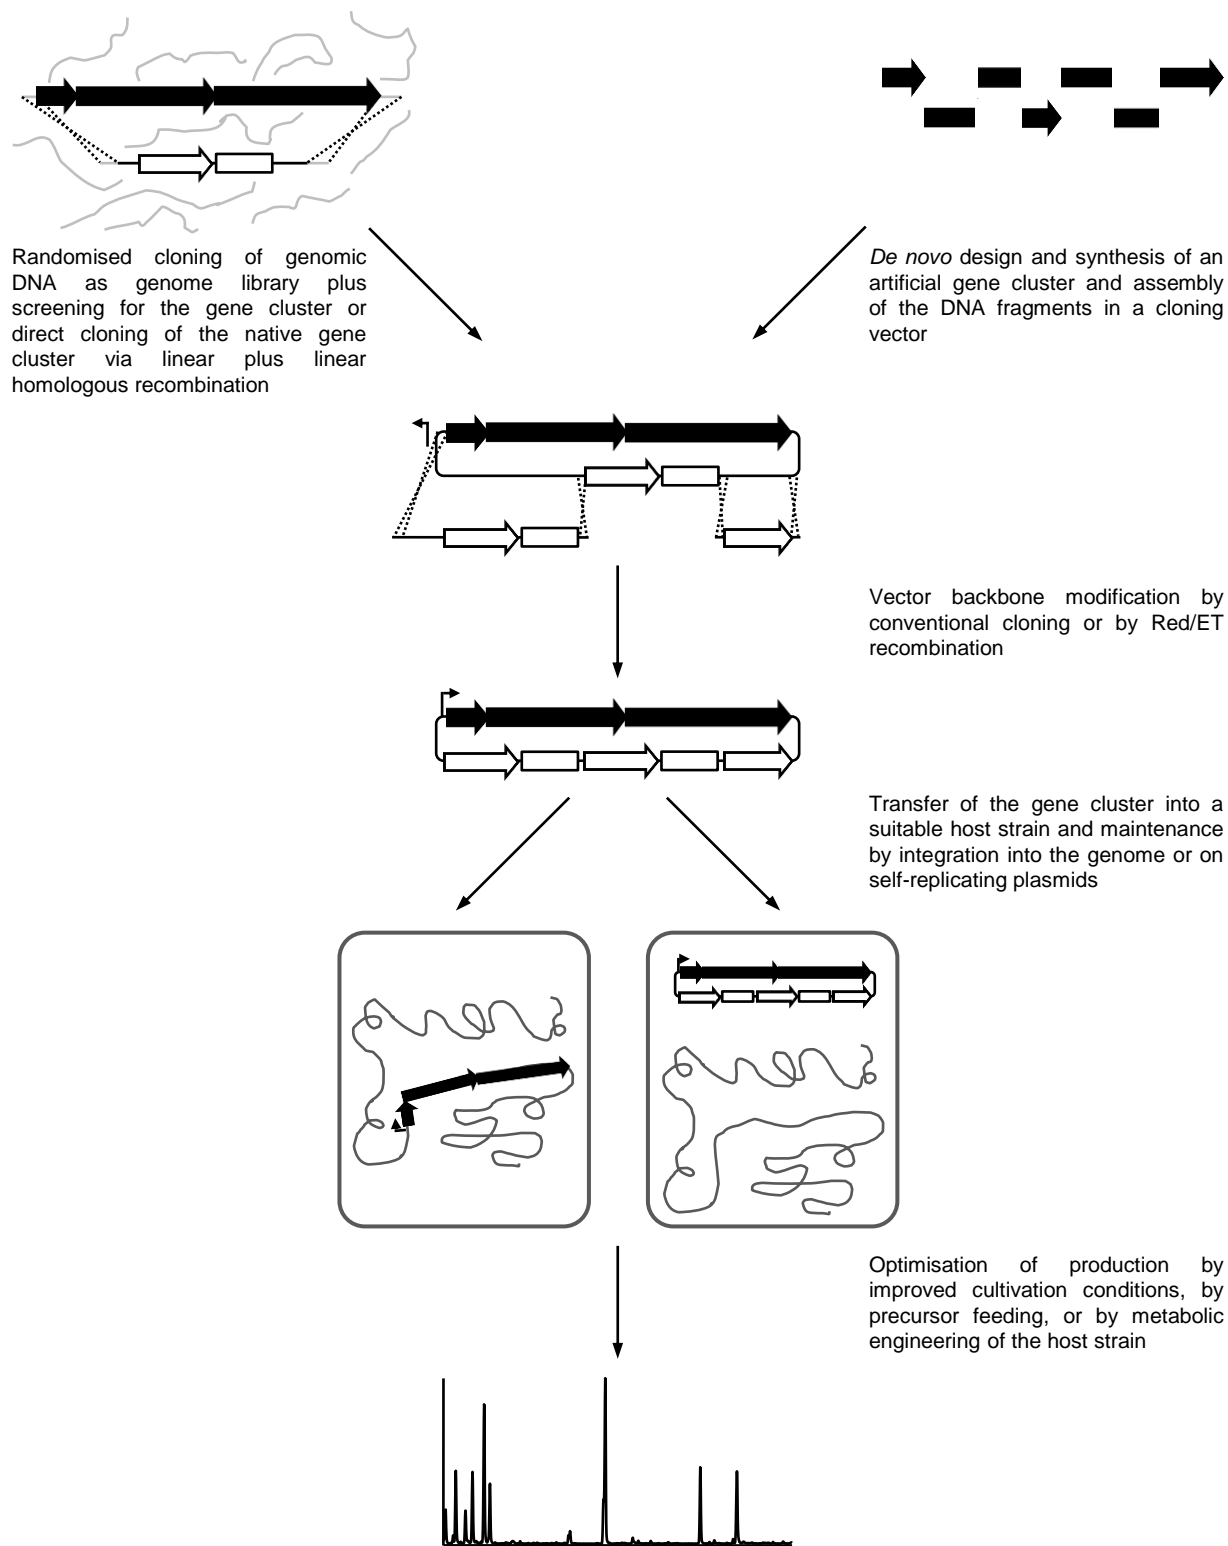 Randomised cloning of genomic
DNA as genome library plus
screening for the gene cluster or
direct cloning of the native gene
cluster via linear plus linear
homologous recombination
De novo design and synthesis of an
artificial gene cluster and assembly
of the DNA fragments in a cloning
vector
Vector backbone modification by
conventional cloning or by Red/ET
recombination
Transfer of the gene cluster into a
suitable host strain and maintenance
by integration into the genome or on
self-replicating plasmids
Optimisation of production by
improved cultivation conditions, by
precursor feeding, or by metabolic
engineering of the host strain